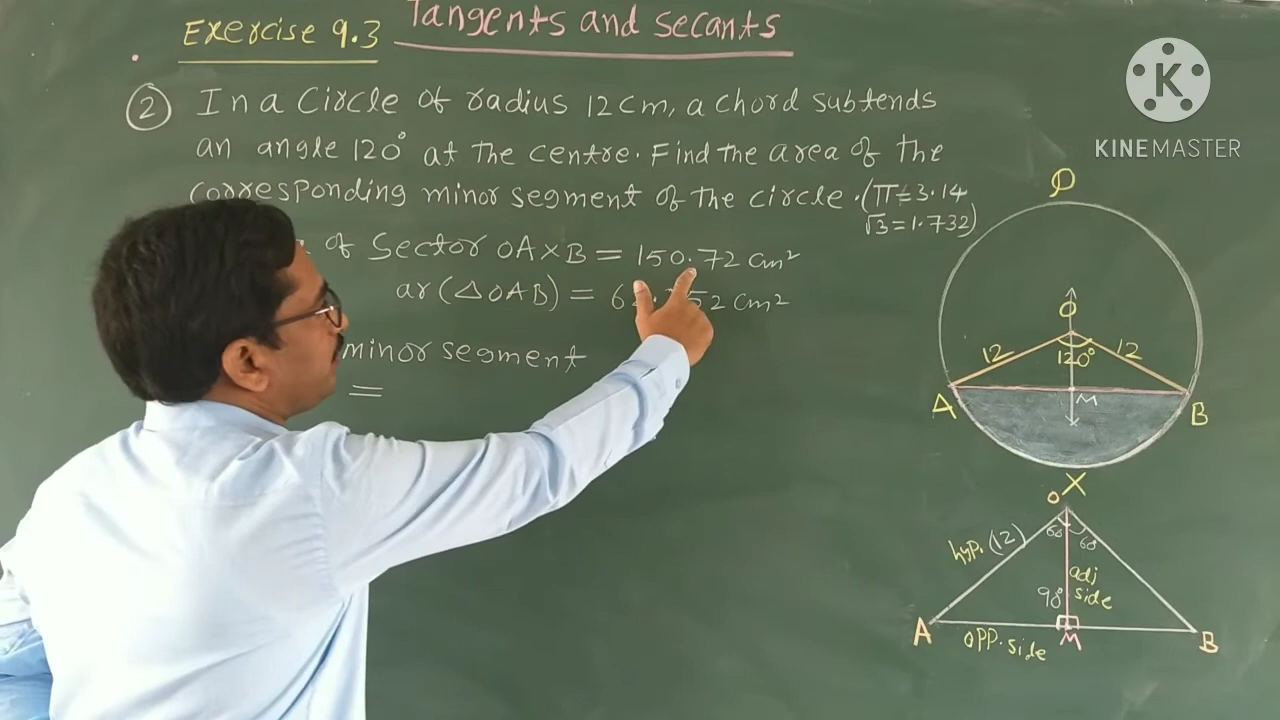 Exercise 9.3 Tangents and secants
② In a Circle of radius 12cm, a chord subtends
an angle 120° at the centre. Find the area of the
corresponding minor segment of the circle. (π=3.14
√3=1.732)
of Sector OAXB = 150.72 cm²
ar(△OAB) = 52 cm²
minor segment
=
K
KINEMASTER
O
12 12
120°
A M B
X
O
60 60
hyp. (12)
adj
side
90°
A M B
opp. side